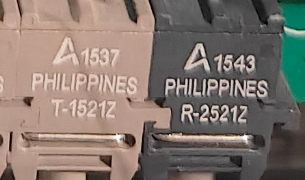 1537
PHILIPPINES
T-1521Z
1543
PHILIPPINES
R-2521Z